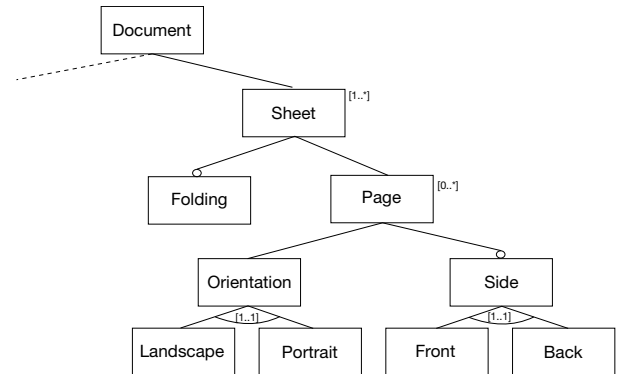 Document
Sheet
[1..*]
Folding
Page
[0..*]
Orientation
Side
[1..1]
[1..1]
Landscape
Portrait
Front
Back